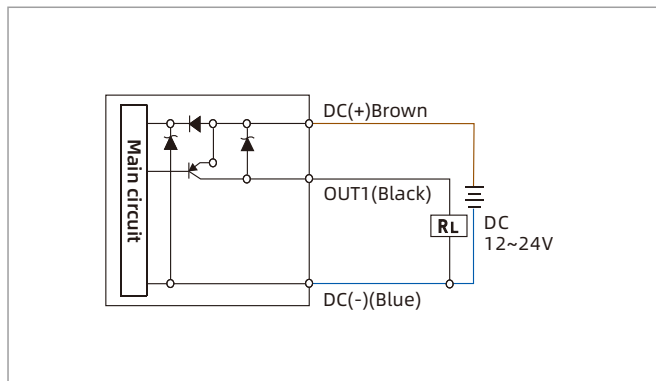 DC(+)Brown
Main circuit
OUT1(Black)
RL
DC
12~24V
DC(-)(Blue)